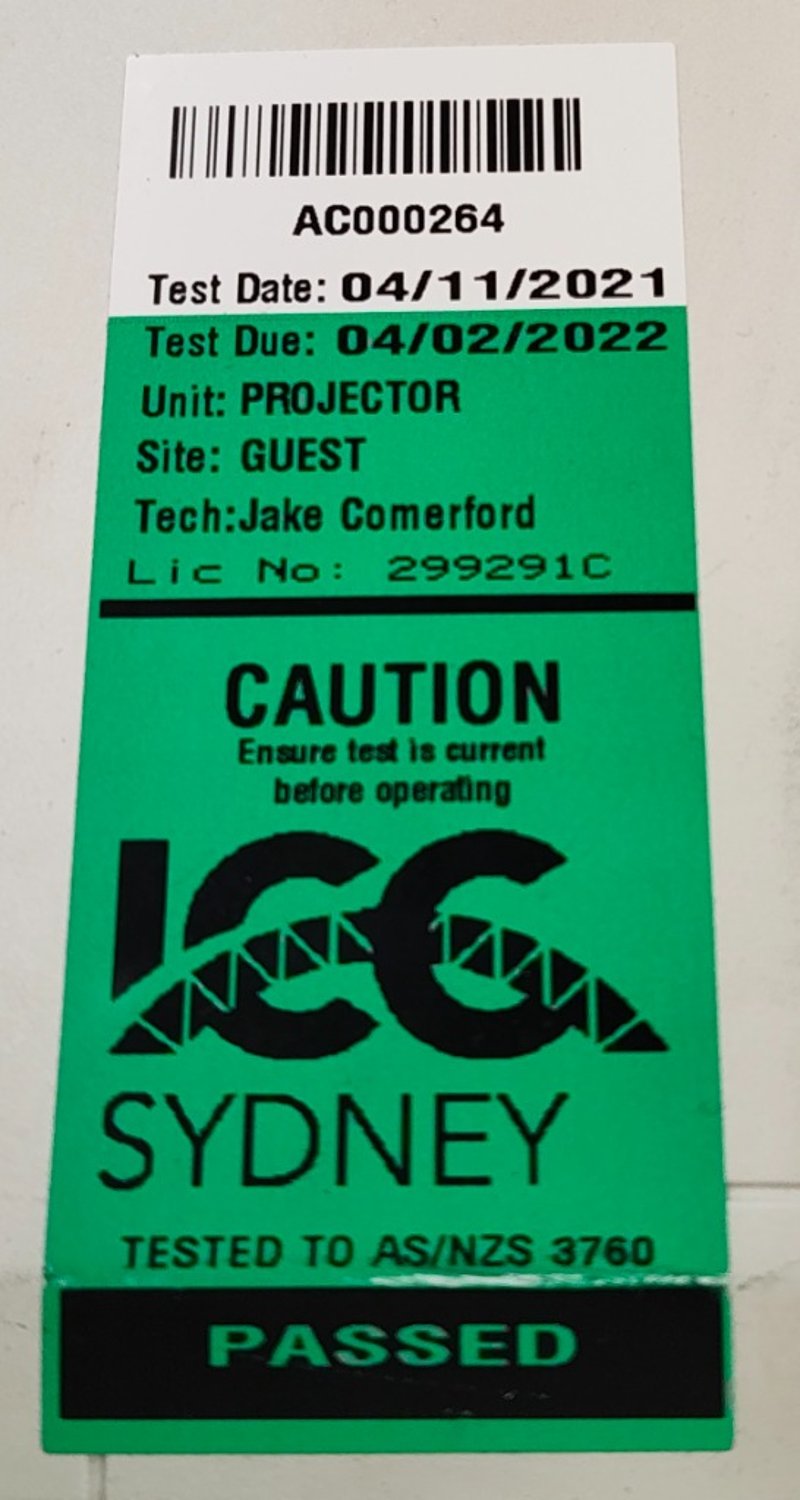 AC000264
Test Date: 04/11/2021
Test Due: 04/02/2022
Unit: PROJECTOR
Site: GUEST
Tech:Jake Comerford
Lic No: 299291C
CAUTION
Ensure test is current
before operating
ICC
SYDNEY
TESTED TO AS/NZS 3760
PASSED